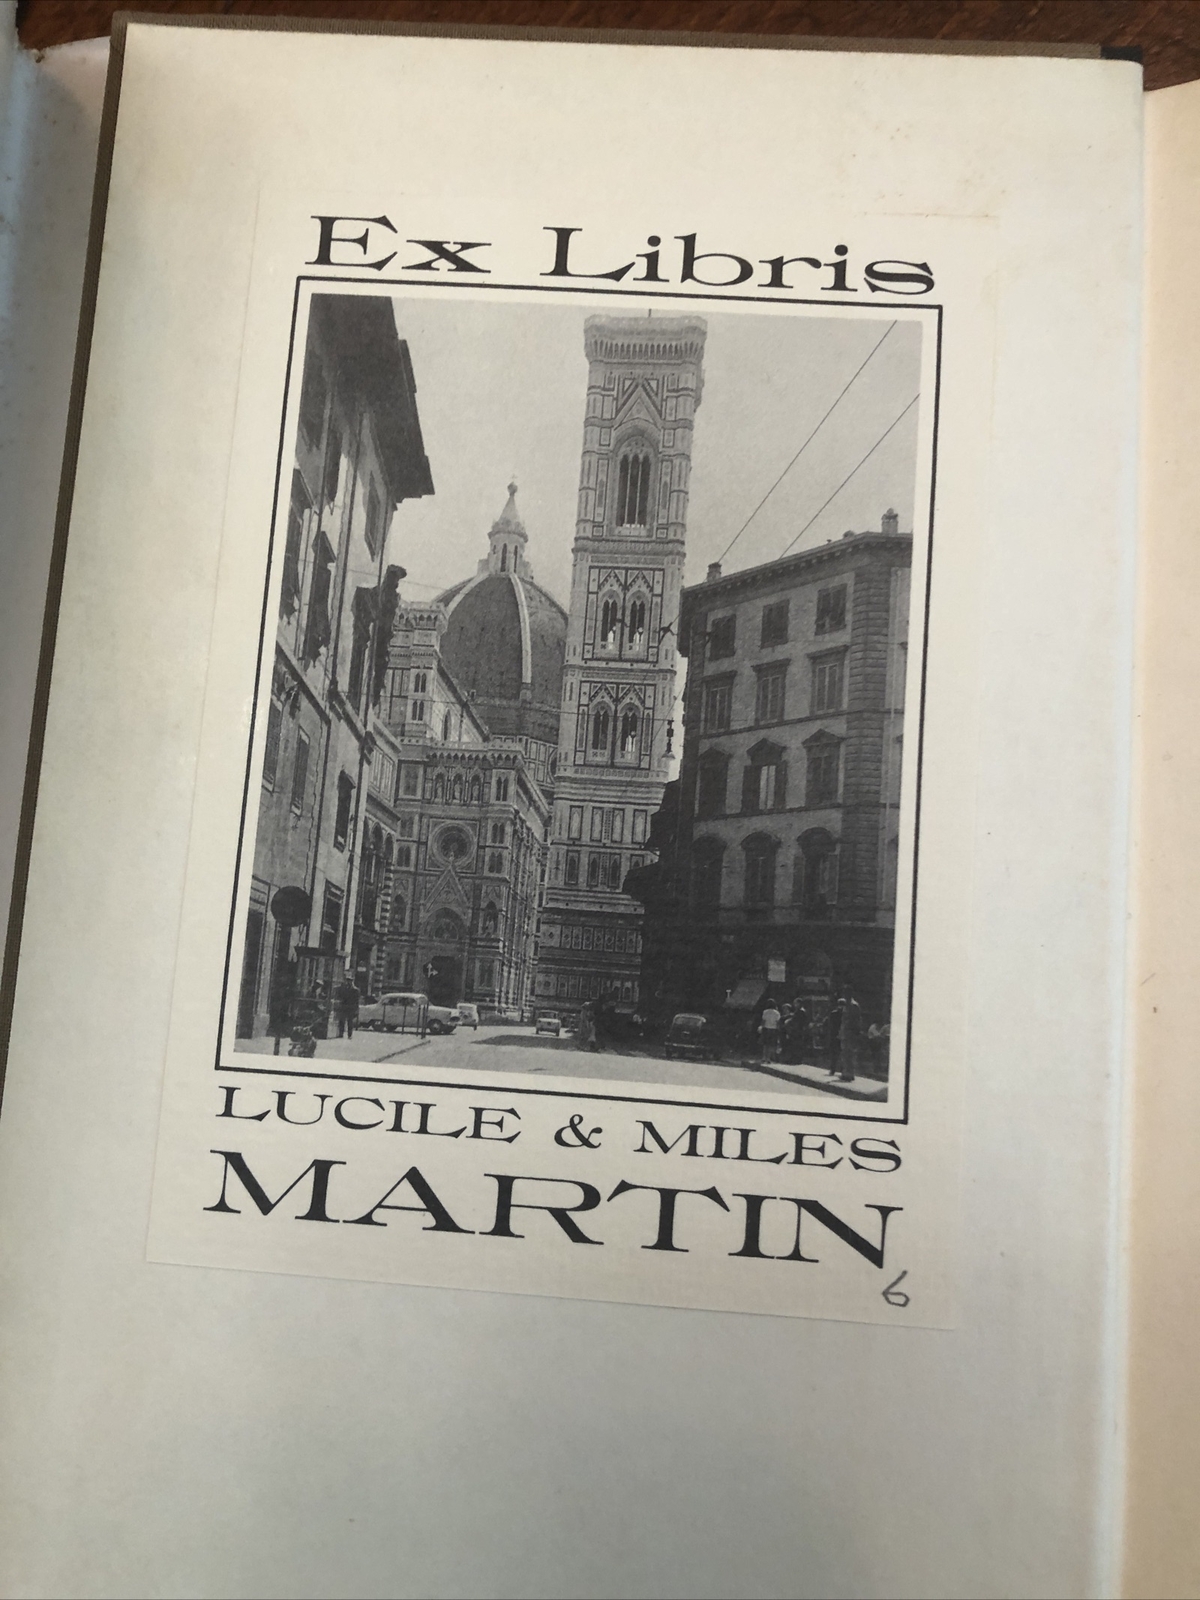 Ex Libris
LUCILE & MILES
MARTIN
6